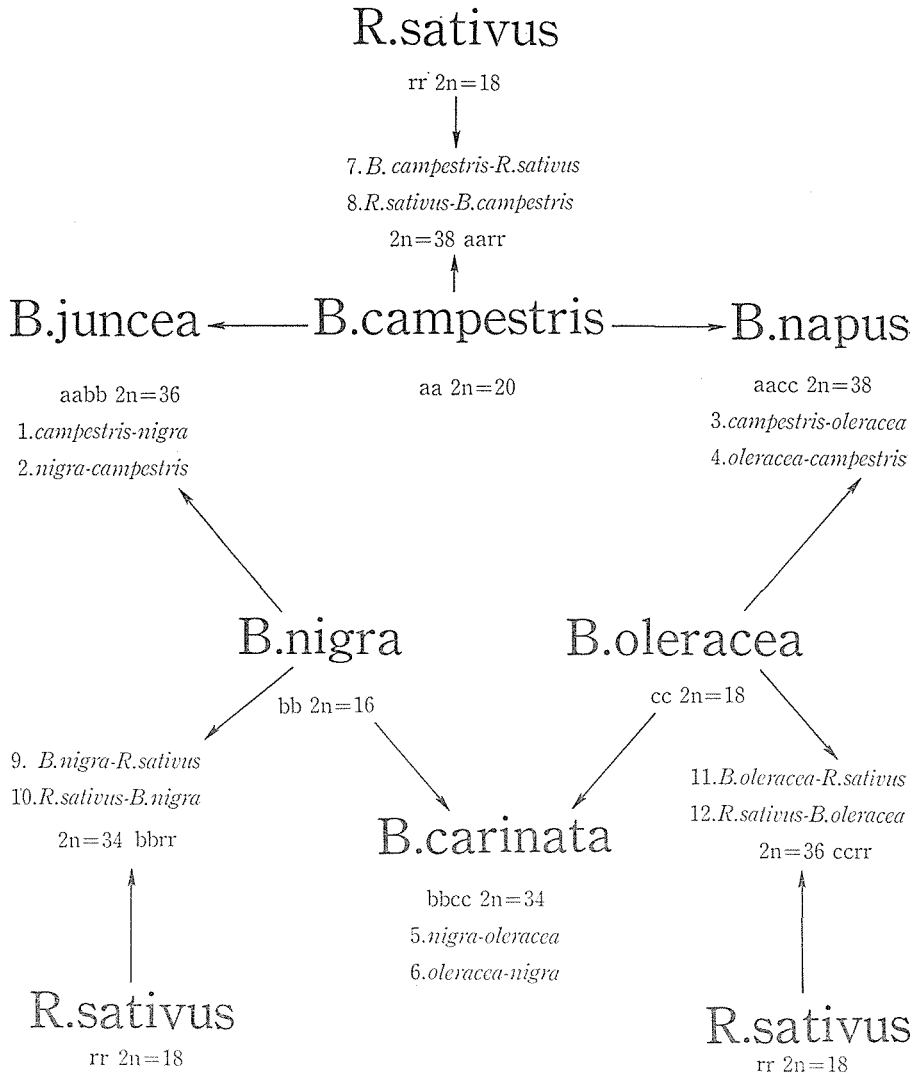 R.sativus
rr 2n=18
7.B. campestris-R.sativus
8.R.sativus-B.campestris
2n=38 aarr
B.juncea
B.campestris
B.napus
aabb 2n=36
aa 2n=20
aacc 2n=38
1.campestris-nigra
3.campestris-oleracea
2.nigra-campestris
4.oleracea-campestris
B.nigra
B.oleracea
bb 2n=16
cc 2n=18
9. B.nigra-R.sativus
11.B.oleracea-R.sativus
10.R.sativus-B.nigra
12.R.sativus-B.oleracea
2n=34 bbrr
B.carinata
2n=36 ccrr
bbcc 2n=34
5.nigra-oleracea
6.oleracea-nigra
R.sativus
R.sativus
rr 2n=18
rr 2n=18